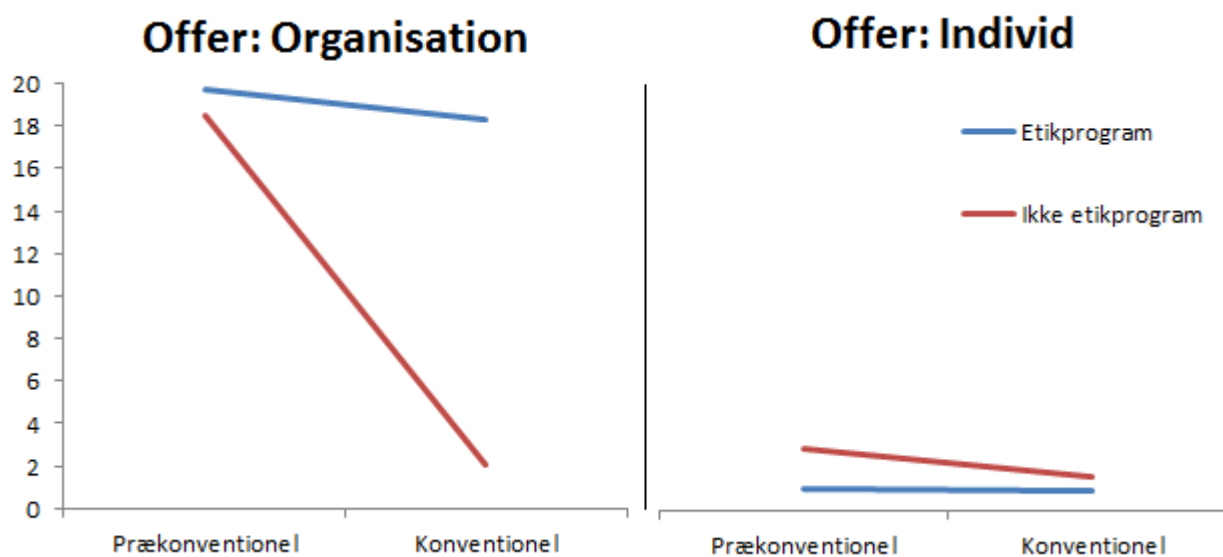 Offer: Organisation
Offer: Individ
20
18
16
14
12
10
8
6
4
2
0
Etikprogram
Ikke etikprogram
Prækonventionel
Konventionel
Prækonventionel
Konventionel